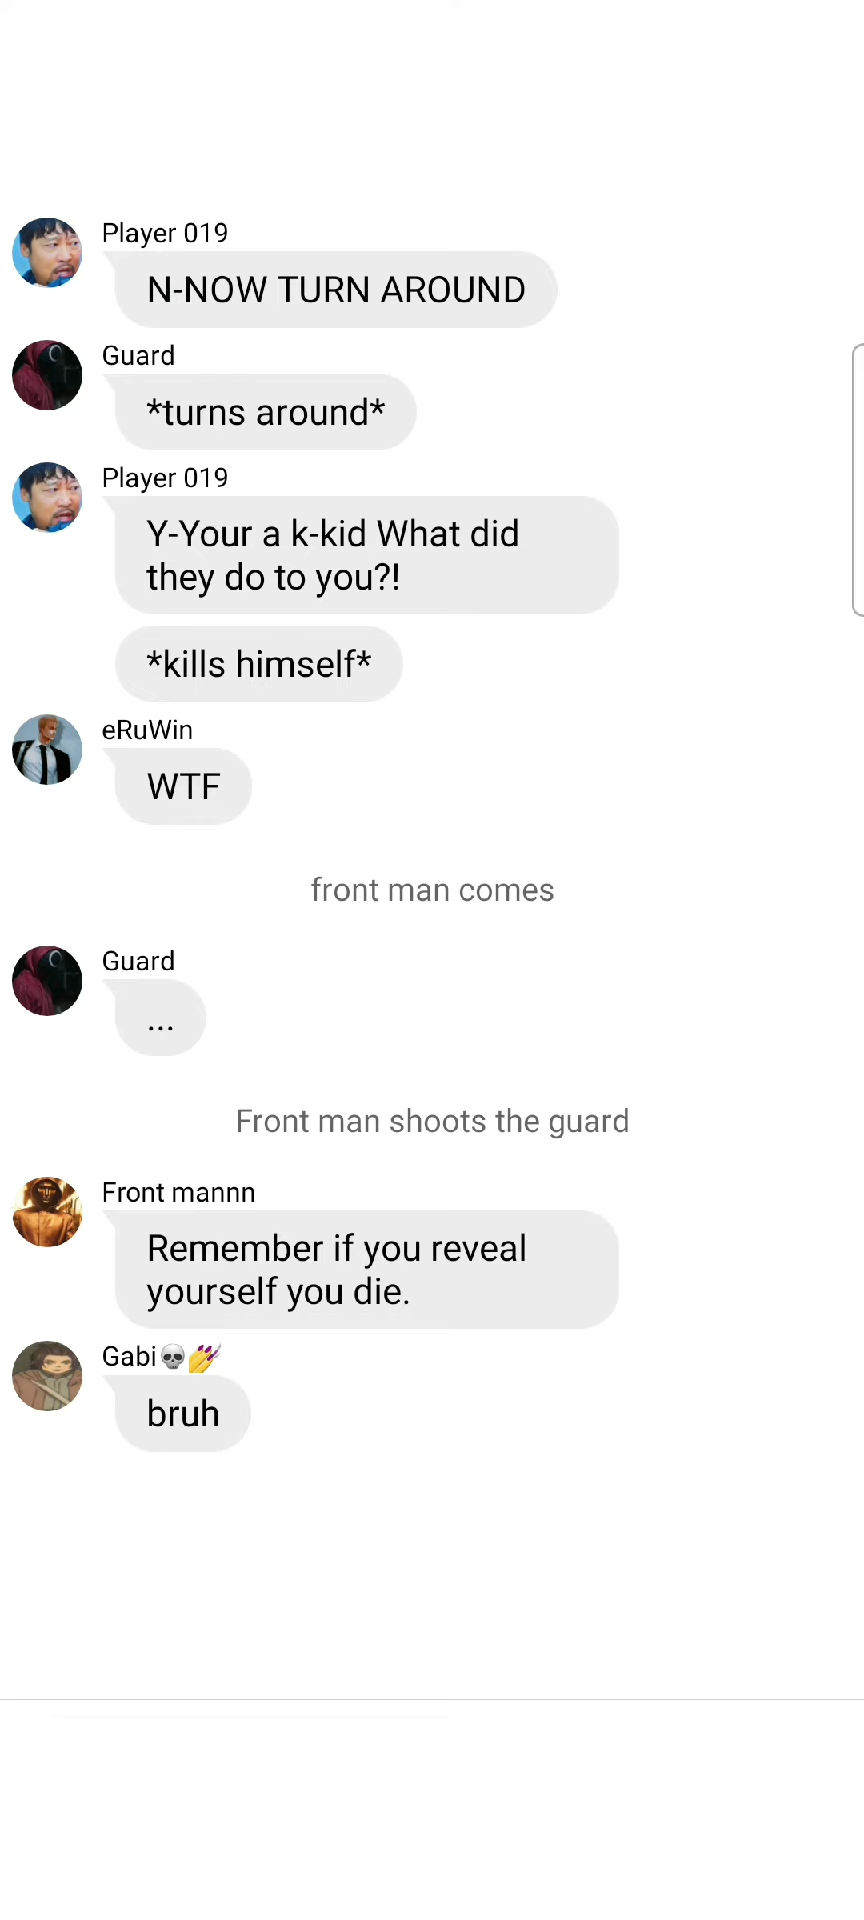 Player 019
N-NOW TURN AROUND
Guard
*turns around*
Player 019
Y-Your a k-kid What did
they do to you?!
*kills himself*
eRuWin
WTF
front man comes
Guard
...
Front man shoots the guard
Front mannn
Remember if you reveal
yourself you die.
Gabi💀💅
bruh